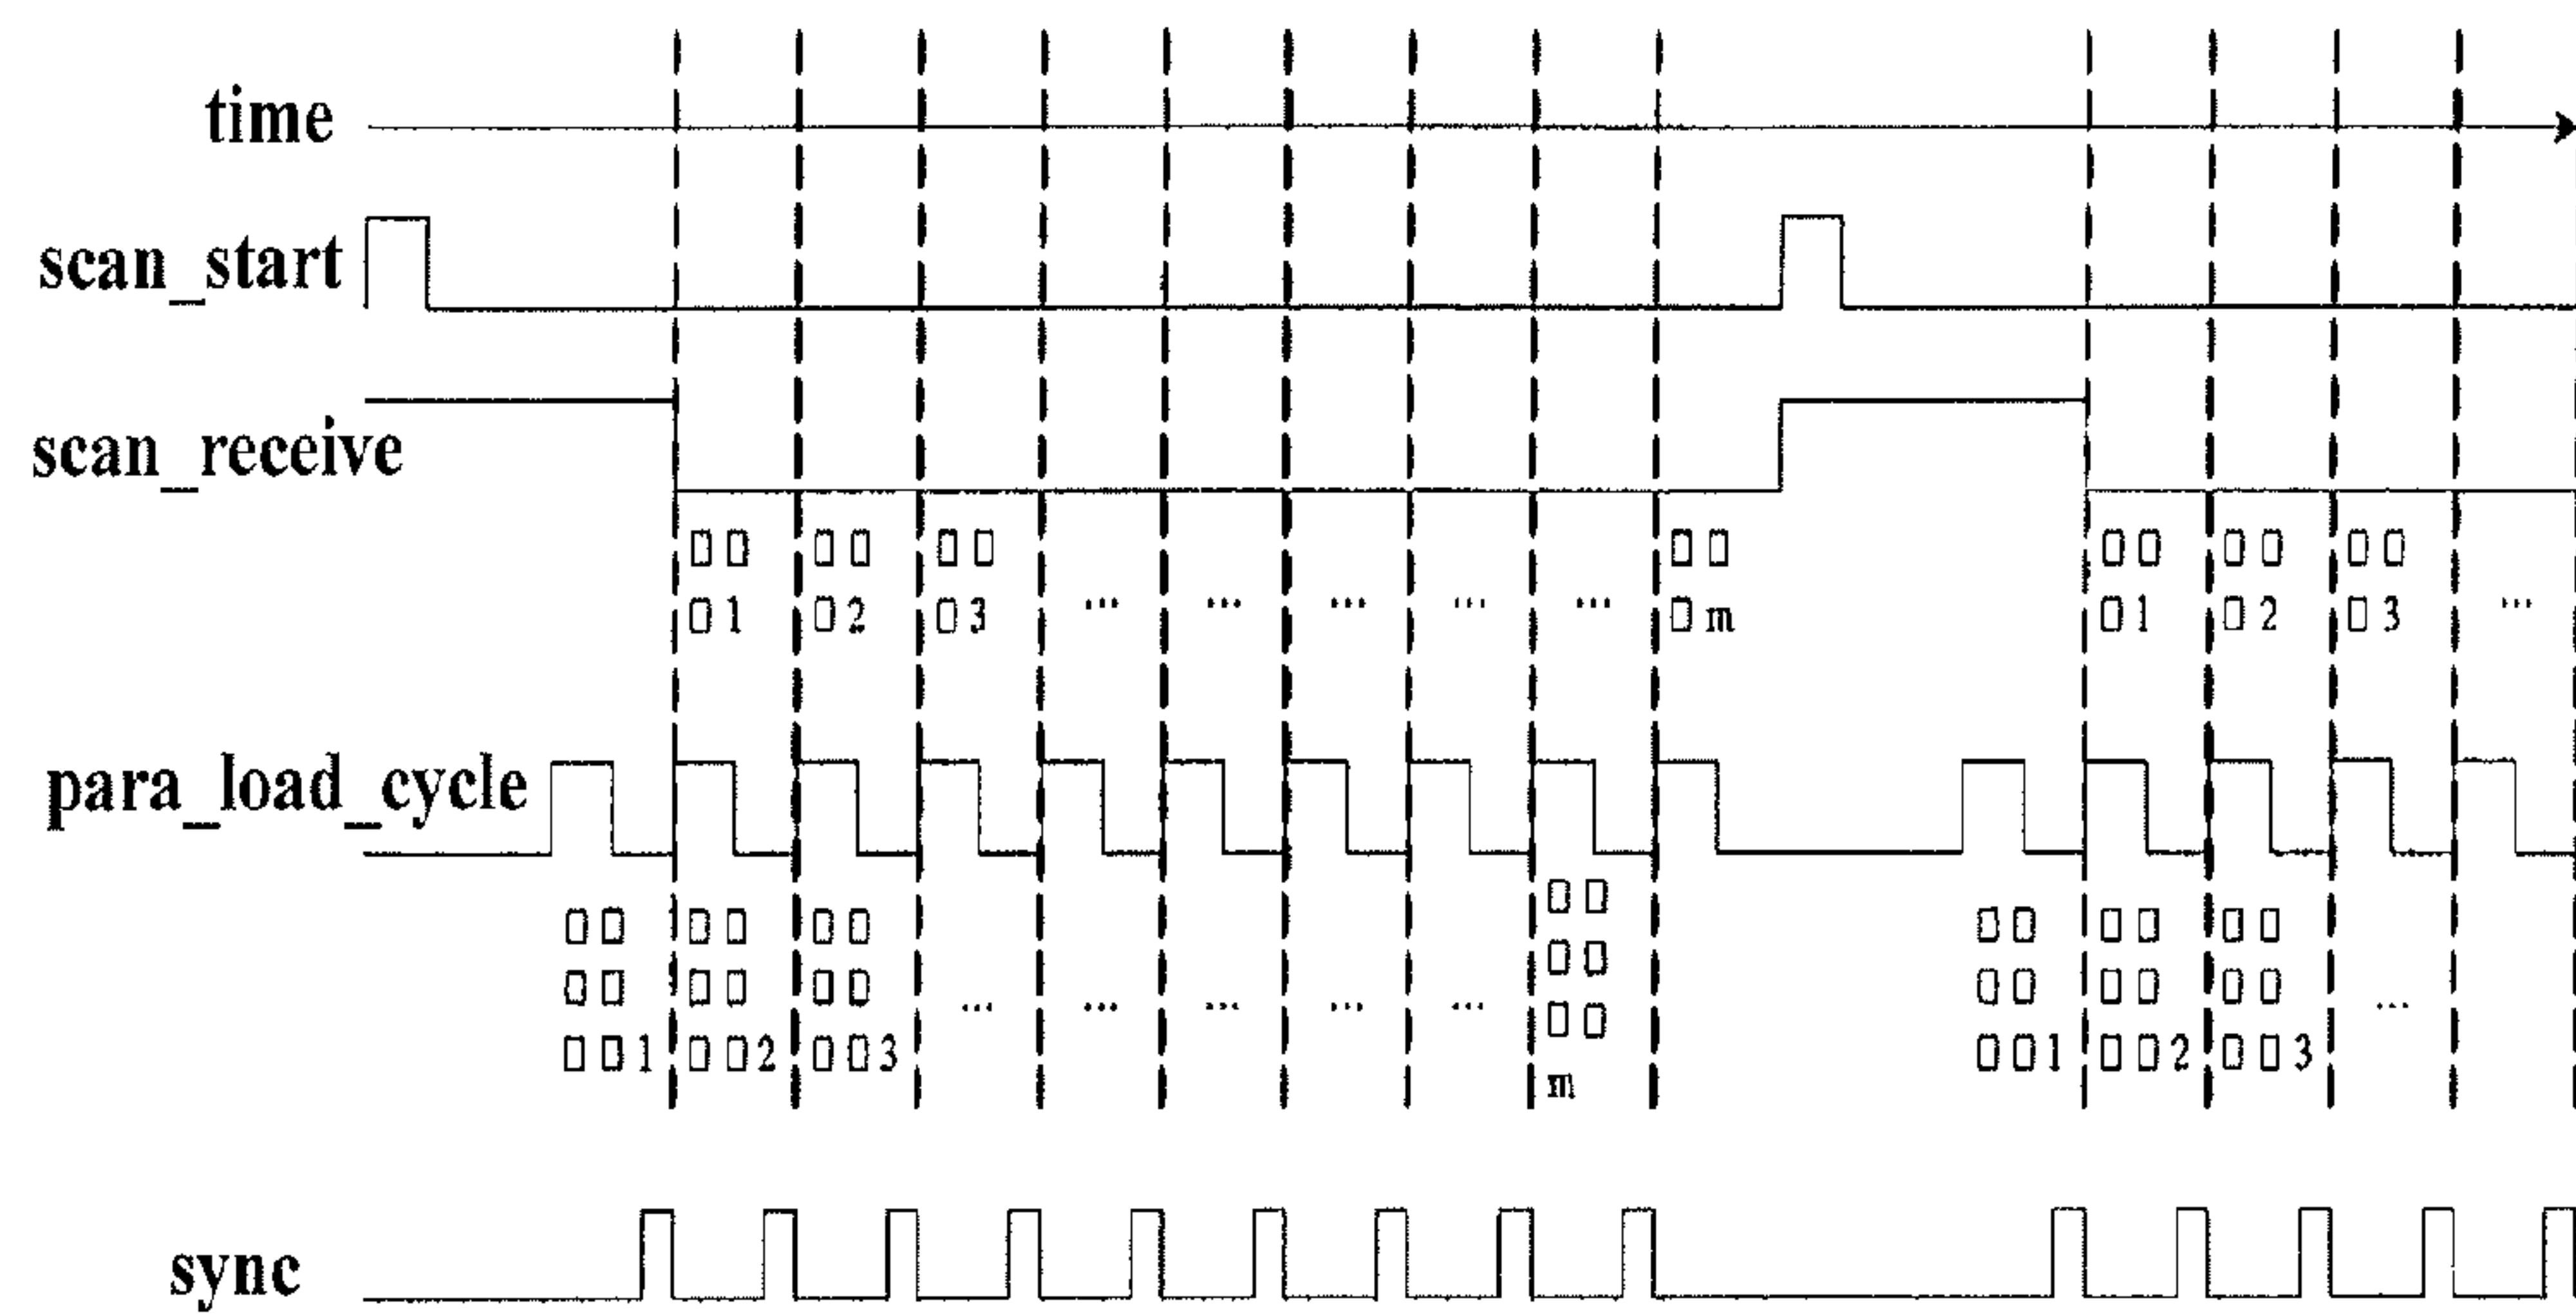 time
scan_start
scan_receive
□□ □□ □□ □□ □□ □□ □□
□1 □2 □3 ... ... ... ... ... □m □1 □2 □3 ...
para_load_cycle
□□
□□ □□ □□ □□ □□ □□ □□
□□ □□ □□ □□ □□ □□ □□
... ... ... ... ... □□ ...
□□1 □□2 □□3 □□1 □□2 □□3
m
sync